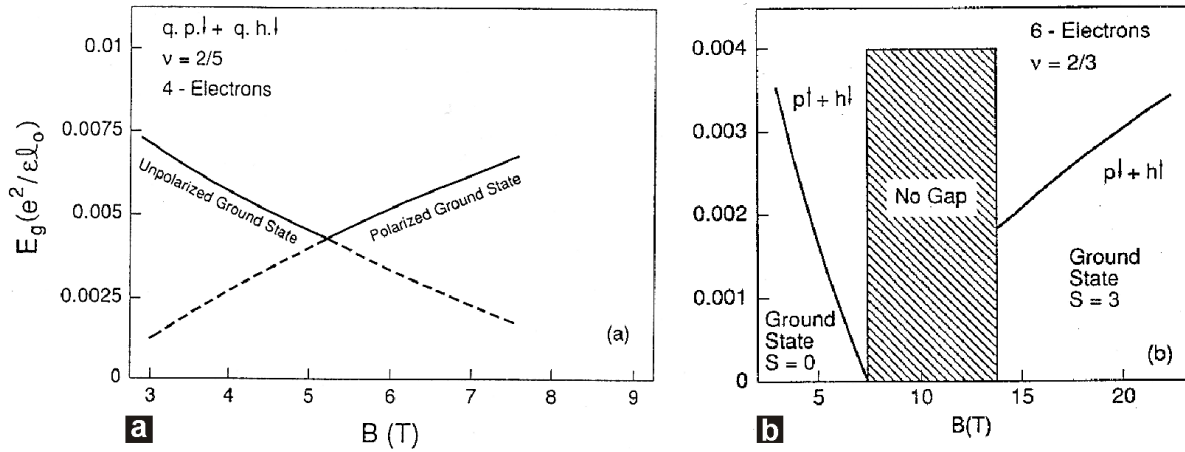 q. p.⇂+ q. h.⇂
ν = 2/5
4 - Electrons
0.01
0.0075
0.005
0.0025
0
E_g(e²/εℓ₀)
Unpolarized Ground State
Polarized Ground State
(a)
3 4 5 6 7 8 9
a
B (T)
6 - Electrons
ν = 2/3
0.004
0.003
0.002
0.001
0
p↾ + h⇂
No Gap
p⇂ + h↾
Ground
State
S = 0
Ground
State
S = 3
(b)
5 10 15 20
b
B(T)